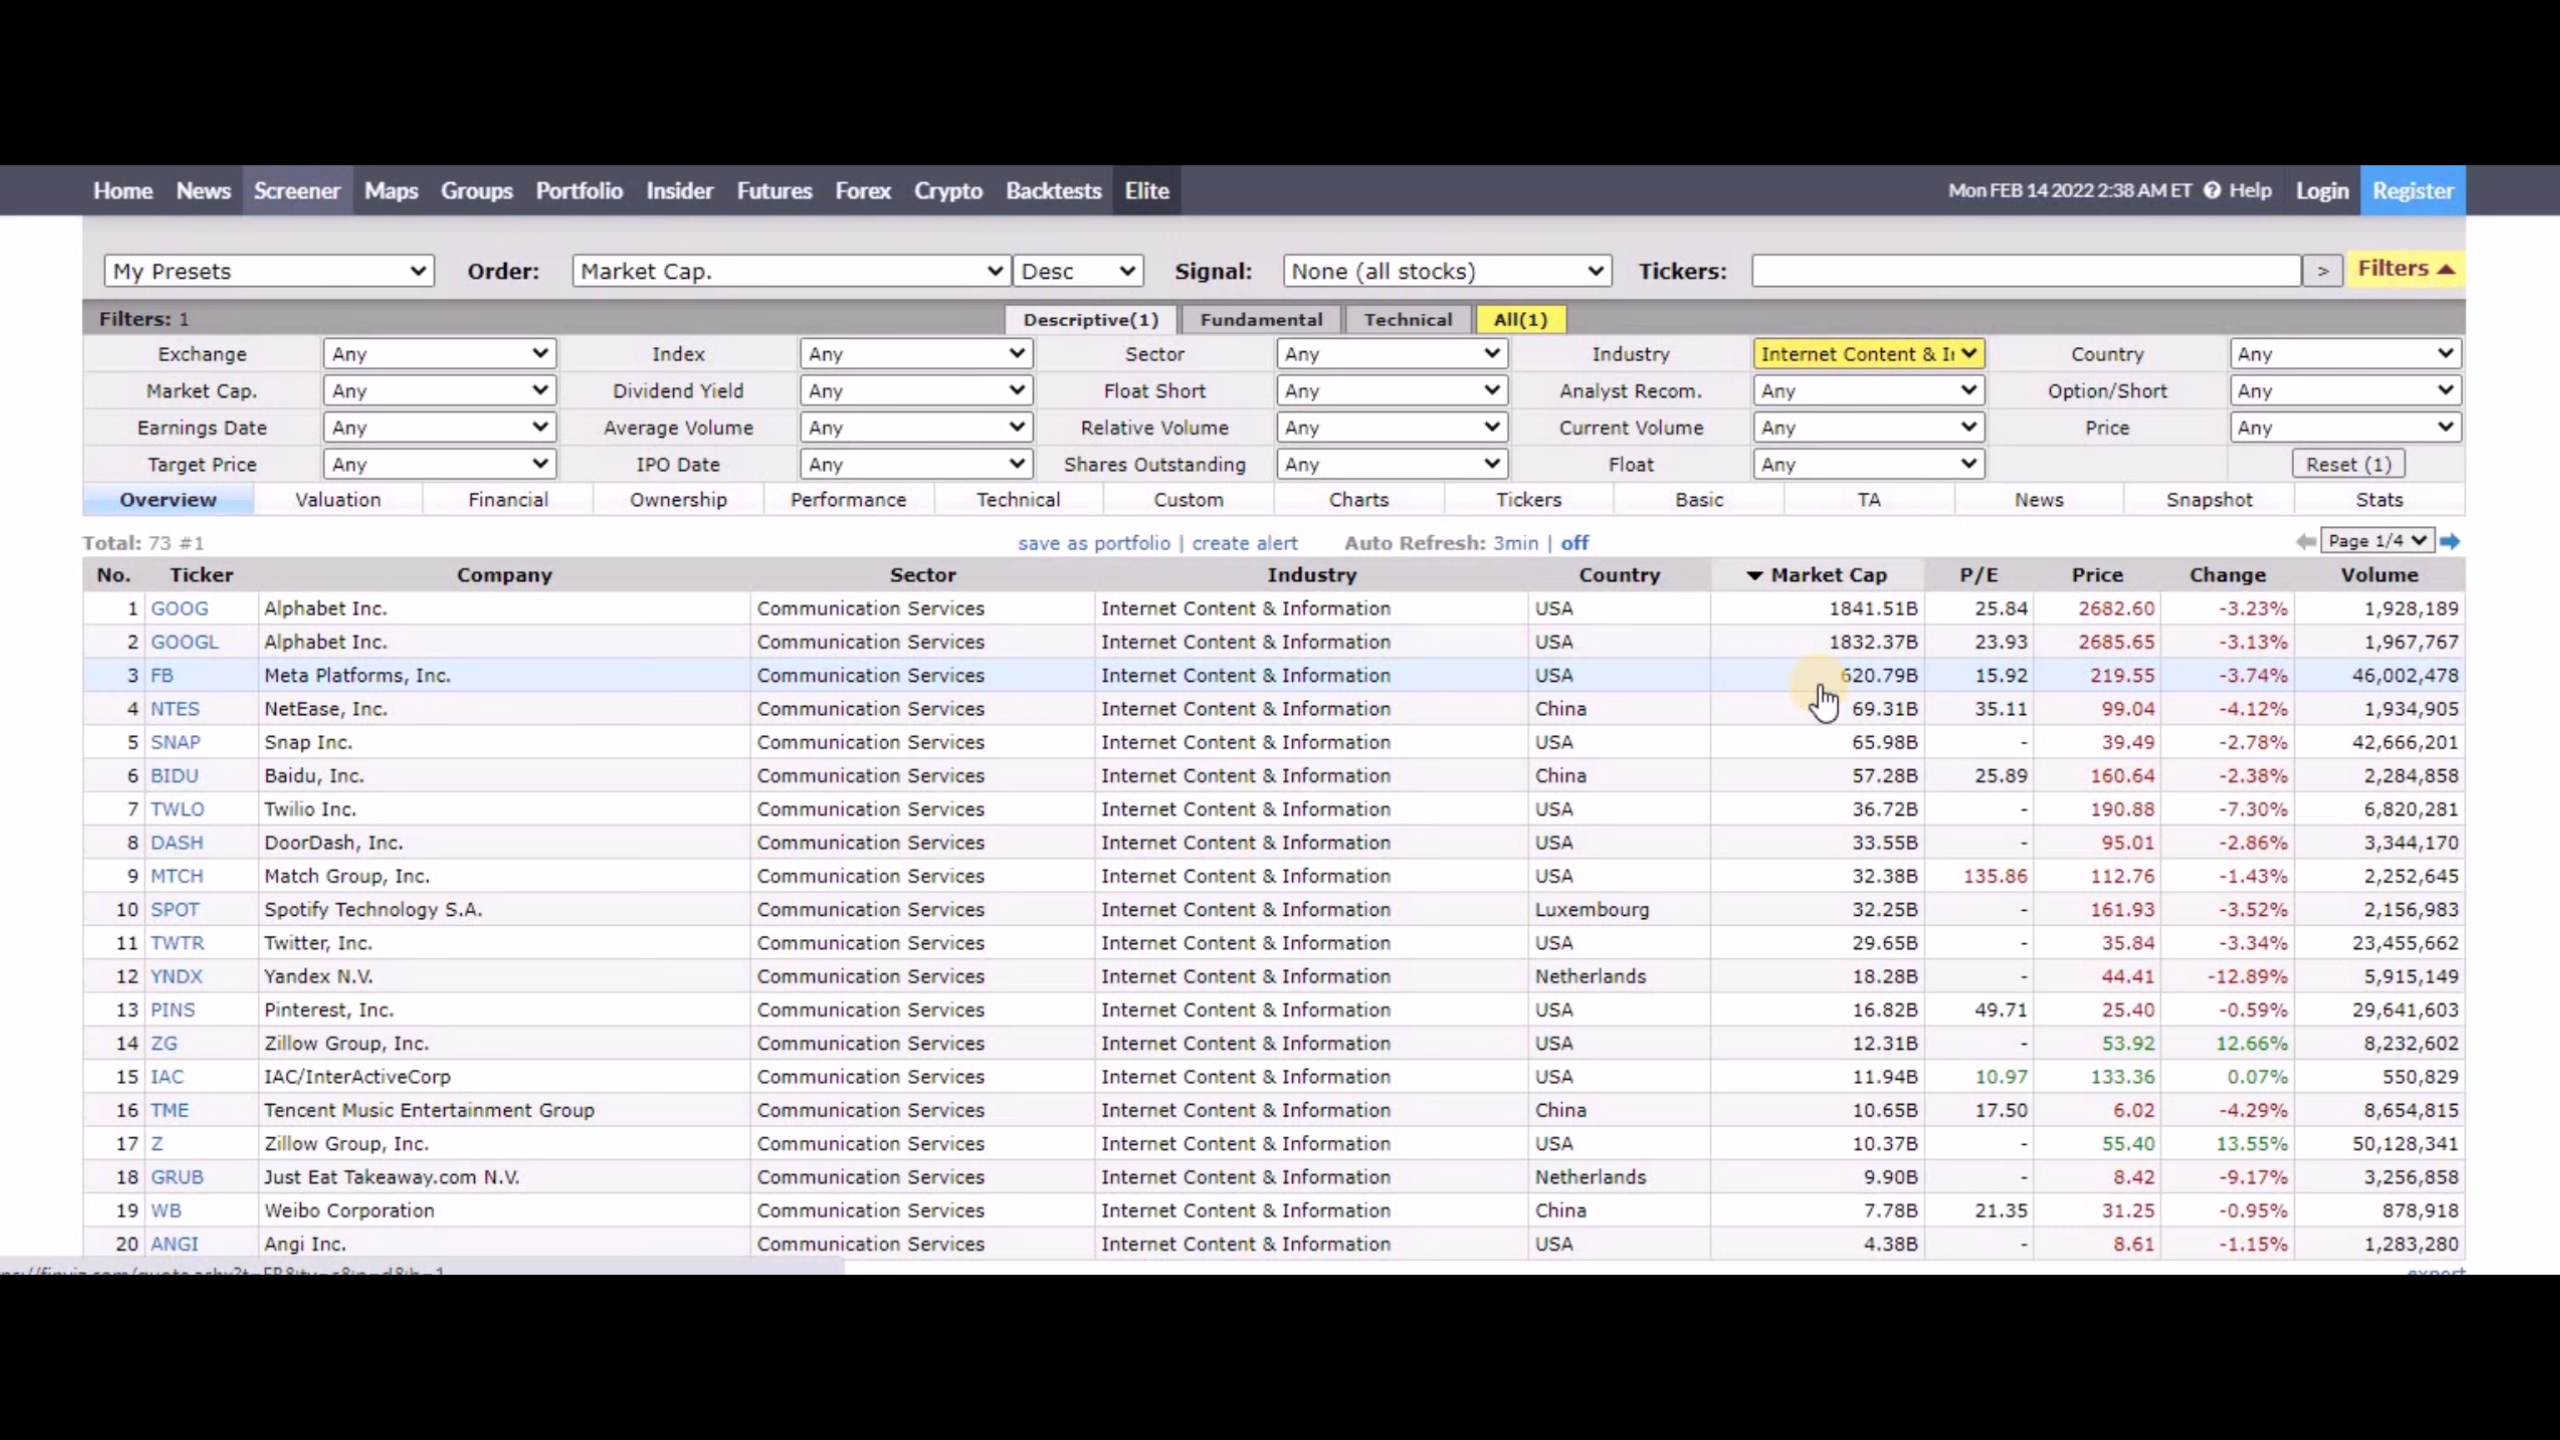 Home News Screener Maps Groups Portfolio Insider Futures Forex Crypto Backtests Elite Mon FEB 14 2022 2:38 AM ET Help Login Register
My Presets Order: Market Cap. Desc Signal: None (all stocks) Tickers: > Filters
Filters: 1 Descriptive(1) Fundamental Technical All(1)
Exchange Any Index Any Sector Any Industry Internet Content & Country Any
Market Cap. Any Dividend Yield Any Float Short Any Analyst Recom. Any Option/Short Any
Earnings Date Any Average Volume Any Relative Volume Any Current Volume Any Price Any
Target Price Any IPO Date Any Shares Outstanding Any Float Any Reset (1)
Overview Valuation Financial Ownership Performance Technical Custom Charts Tickers Basic TA News Snapshot Stats
Total: 73 #1 save as portfolio | create alert Auto Refresh: 3min | off Page 1/4
No. Ticker Company Sector Industry Country Market Cap P/E Price Change Volume
1 GOOG Alphabet Inc. Communication Services Internet Content & Information USA 1841.51B 25.84 2682.60 -3.23% 1,928,189
2 GOOGL Alphabet Inc. Communication Services Internet Content & Information USA 1832.37B 23.93 2685.65 -3.13% 1,967,767
3 FB Meta Platforms, Inc. Communication Services Internet Content & Information USA 620.79B 15.92 219.55 -3.74% 46,002,478
4 NTES NetEase, Inc. Communication Services Internet Content & Information China 69.31B 35.11 99.04 -4.12% 1,934,905
5 SNAP Snap Inc. Communication Services Internet Content & Information USA 65.98B - 39.49 -2.78% 42,666,201
6 BIDU Baidu, Inc. Communication Services Internet Content & Information China 57.28B 25.89 160.64 -2.38% 2,284,858
7 TWLO Twilio Inc. Communication Services Internet Content & Information USA 36.72B - 190.88 -7.30% 6,820,281
8 DASH DoorDash, Inc. Communication Services Internet Content & Information USA 33.55B - 95.01 -2.86% 3,344,170
9 MTCH Match Group, Inc. Communication Services Internet Content & Information USA 32.38B 135.86 112.76 -1.43% 2,252,645
10 SPOT Spotify Technology S.A. Communication Services Internet Content & Information Luxembourg 32.25B - 161.93 -3.52% 2,156,983
11 TWTR Twitter, Inc. Communication Services Internet Content & Information USA 29.65B - 35.84 -3.34% 23,455,662
12 YNDX Yandex N.V. Communication Services Internet Content & Information Netherlands 18.28B - 44.41 -12.89% 5,915,149
13 PINS Pinterest, Inc. Communication Services Internet Content & Information USA 16.82B 49.71 25.40 -0.59% 29,641,603
14 ZG Zillow Group, Inc. Communication Services Internet Content & Information USA 12.31B - 53.92 12.66% 8,232,602
15 IAC IAC/InterActiveCorp Communication Services Internet Content & Information USA 11.94B 10.97 133.36 0.07% 550,829
16 TME Tencent Music Entertainment Group Communication Services Internet Content & Information China 10.65B 17.50 6.02 -4.29% 8,654,815
17 Z Zillow Group, Inc. Communication Services Internet Content & Information USA 10.37B - 55.40 13.55% 50,128,341
18 GRUB Just Eat Takeaway.com N.V. Communication Services Internet Content & Information Netherlands 9.90B - 8.42 -9.17% 3,256,858
19 WB Weibo Corporation Communication Services Internet Content & Information China 7.78B 21.35 31.25 -0.95% 878,918
20 ANGI Angi Inc. Communication Services Internet Content & Information USA 4.38B - 8.61 -1.15% 1,283,280
export